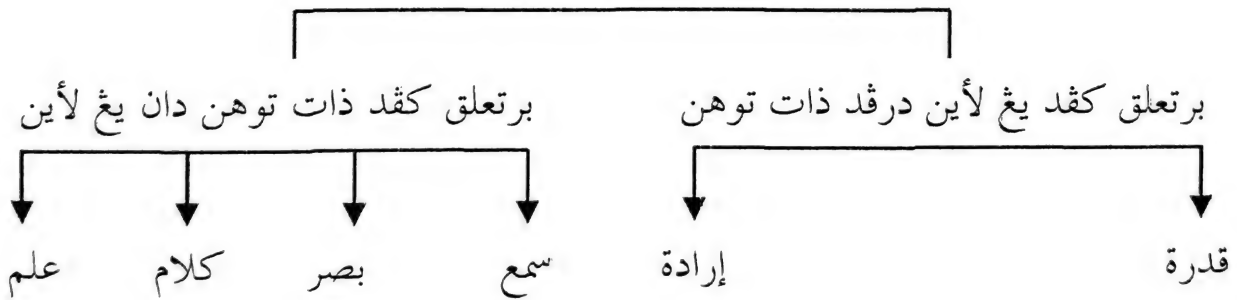 برتعلق كڤد يڠ لأين درڤد ذات توهن
برتعلق كڤد ذات توهن دان يڠ لأين
قدرة
إرادة
سمع
بصر
كلام
علم